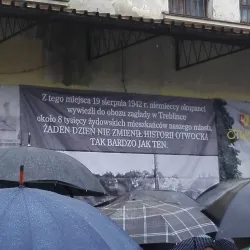 Z tego miejsca 19 sierpnia 1942 r. niemieccy okupanci
wywieźli do obozu zagłady w Treblince
około 8 tysięcy żydowskich mieszkańców naszego miasta.
ŻADEN DZIEŃ NIE ZMIENIŁ HISTORII OTWOCKA
TAK BARDZO JAK TEN.